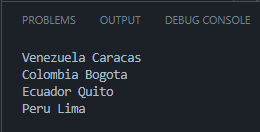 PROBLEMS OUTPUT DEBUG CONSOLE
Venezuela Caracas
Colombia Bogota
Ecuador Quito
Peru Lima